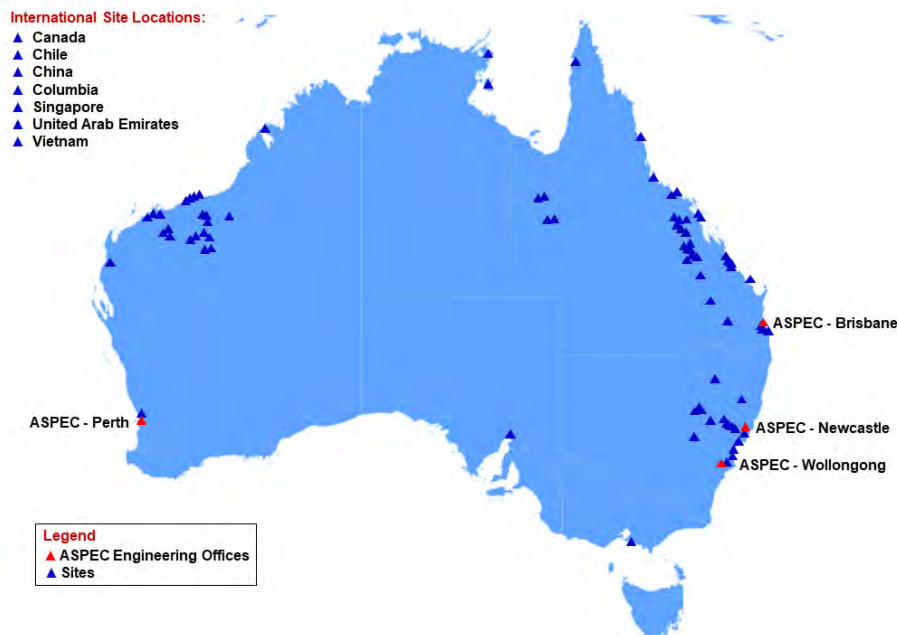 International Site Locations:
Canada
Chile
China
Columbia
Singapore
United Arab Emirates
Vietnam
ASPEC - Brisbane
ASPEC - Perth
ASPEC - Newcastle
ASPEC - Wollongong
Legend
ASPEC Engineering Offices
Sites